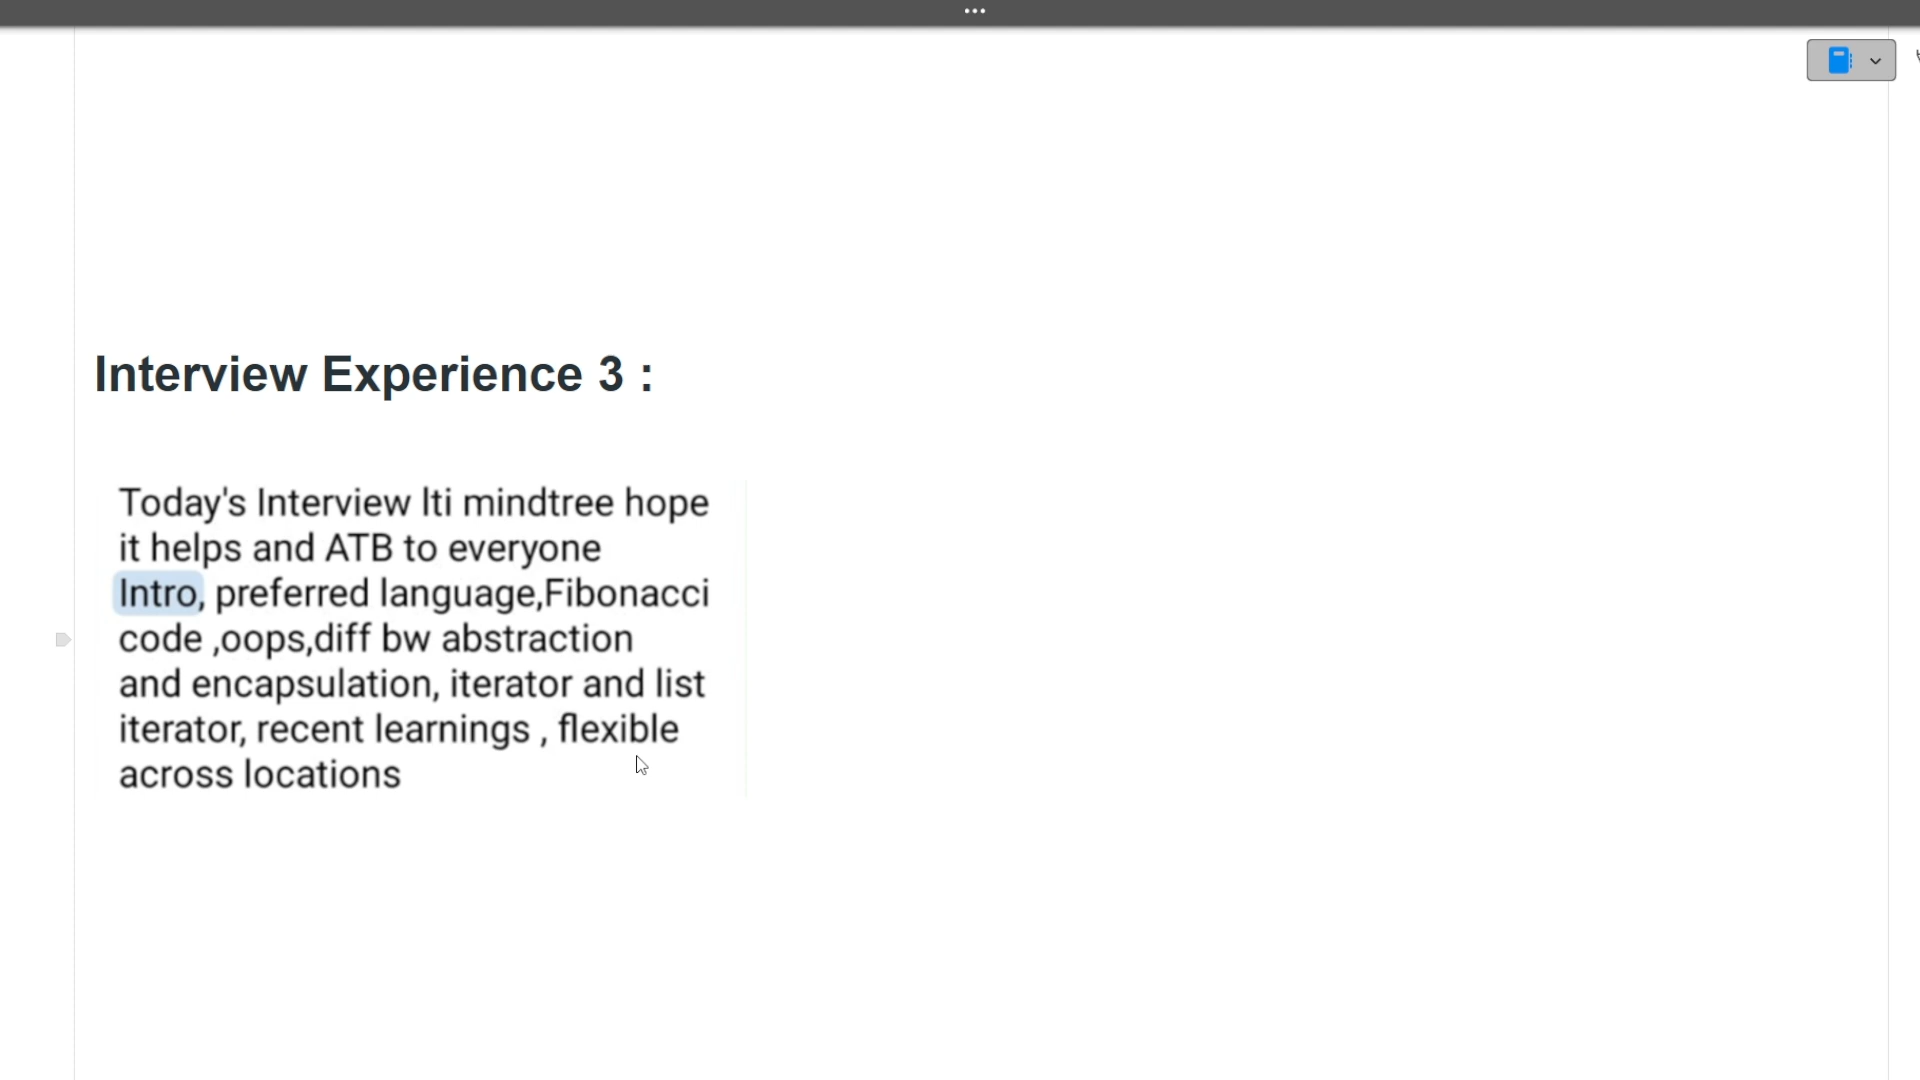 Interview Experience 3 :
Today's Interview lti mindtree hope
it helps and ATB to everyone
Intro, preferred language,Fibonacci
code ,oops,diff bw abstraction
and encapsulation, iterator and list
iterator, recent learnings , flexible
across locations